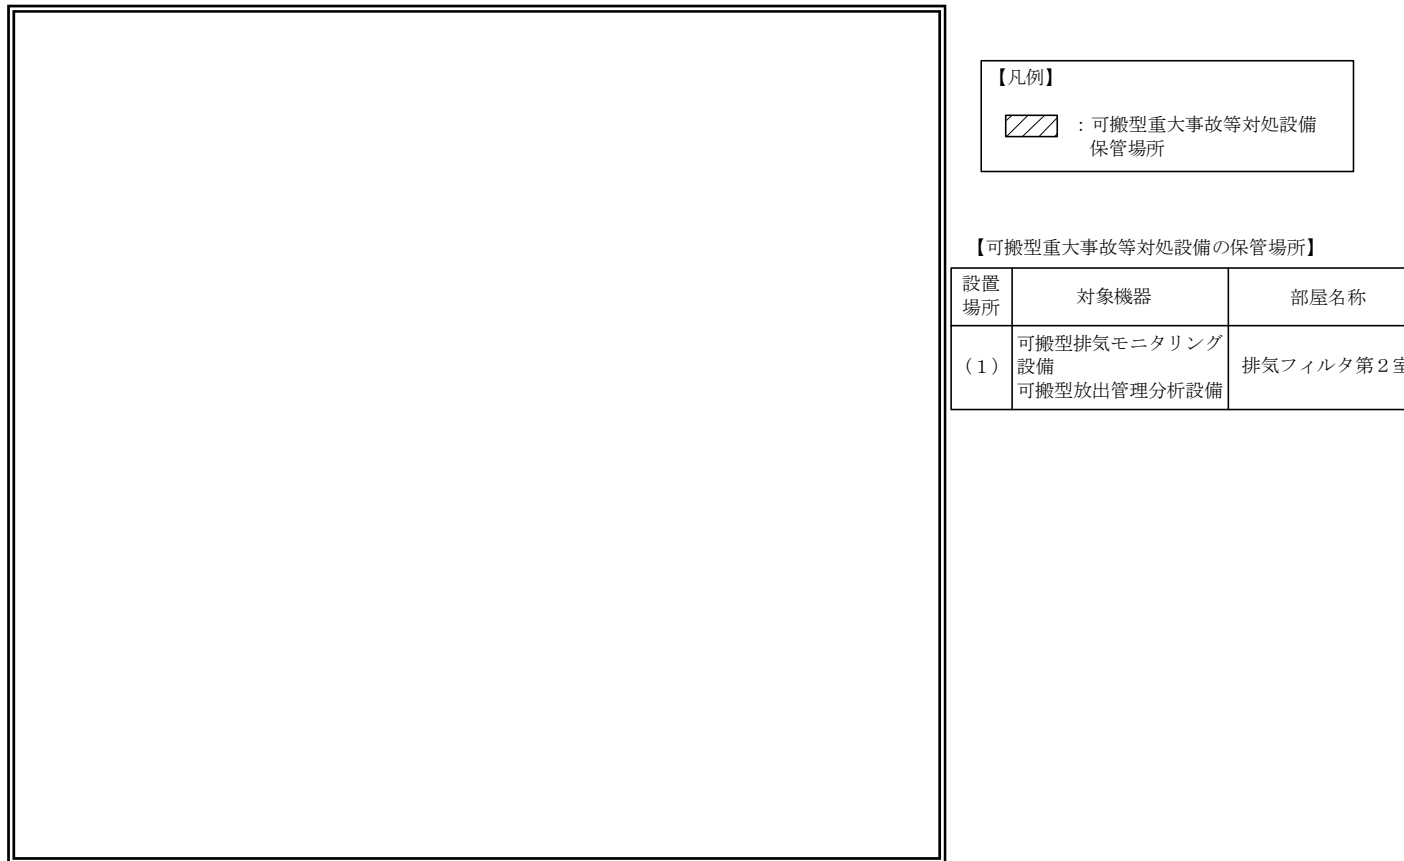 【凡例】
：可搬型重大事故等対処設備
保管場所
【可搬型重大事故等対処設備の保管場所】
設置
場所
対象機器
部屋名称
（１）
可搬型排気モニタリング
設備
可搬型放出管理分析設備
排気フィルタ第２室